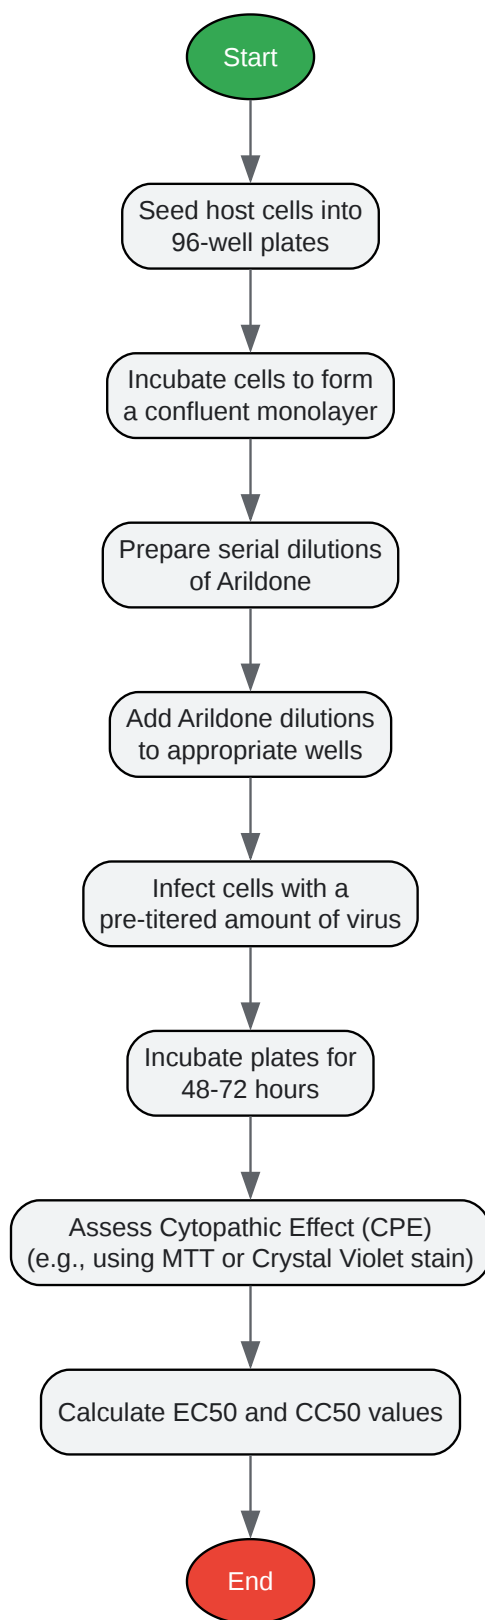 Start
Seed host cells into
96-well plates
Incubate cells to form
a confluent monolayer
Prepare serial dilutions
of Arildone
Add Arildone dilutions
to appropriate wells
Infect cells with a
pre-titered amount of virus
Incubate plates for
48-72 hours
Assess Cytopathic Effect (CPE)
(e.g., using MTT or Crystal Violet stain)
Calculate EC50 and CC50 values
End